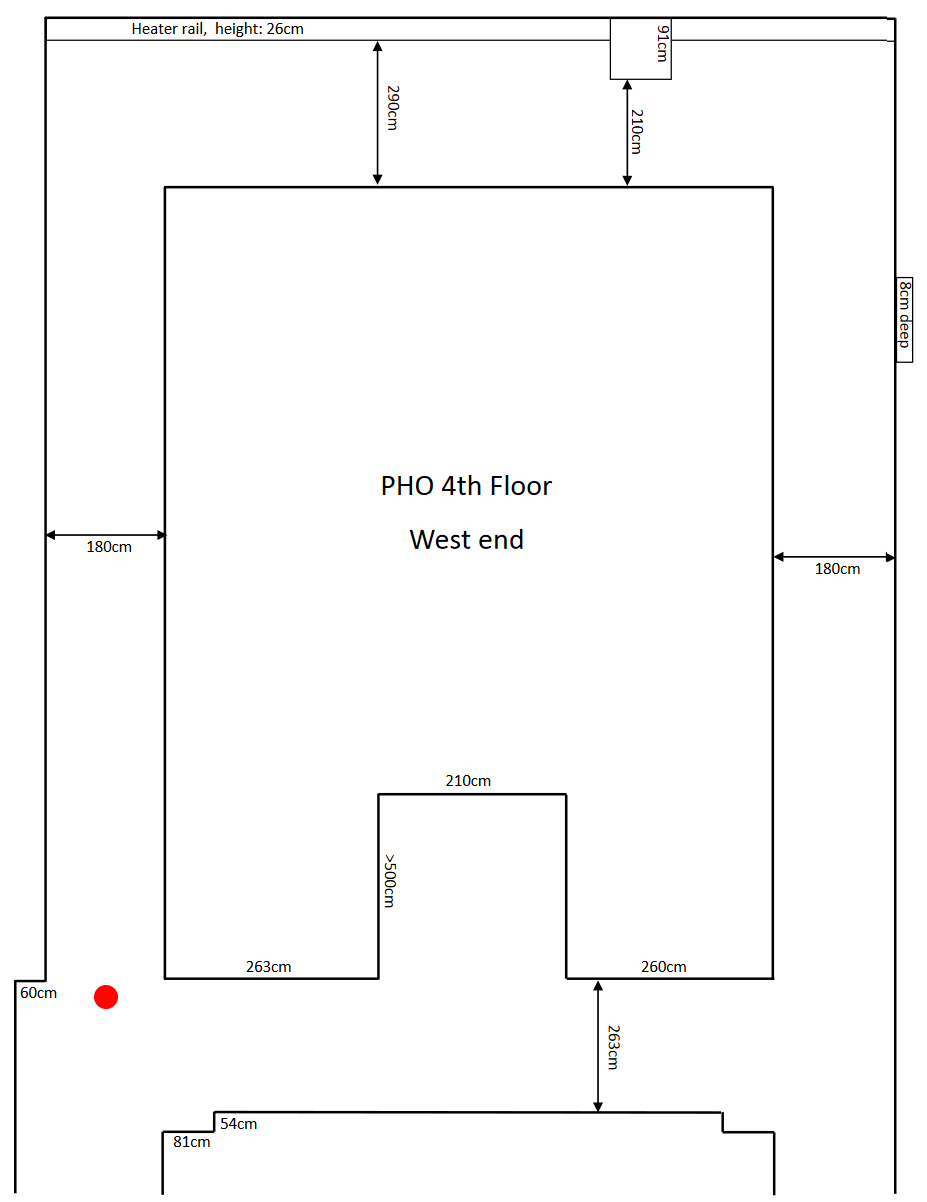 Heater rail,  height: 26cm
91cm
290cm
210cm
8cm deep
PHO 4th Floor
West end
180cm
180cm
210cm
>500cm
263cm
260cm
60cm
263cm
54cm
81cm